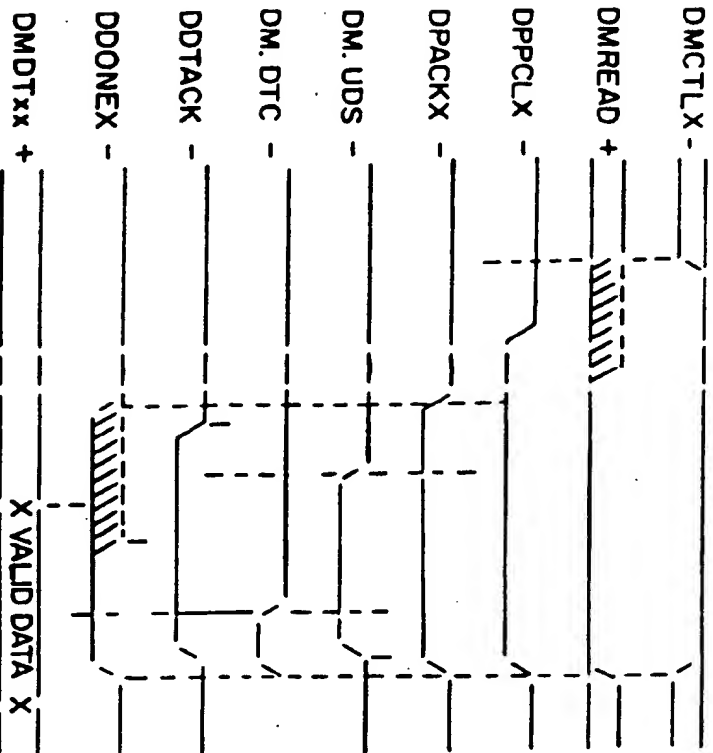 DMCTLX -
DMREAD +
DPPCLX -
DPACKX -
DM. UDS -
DM. DTC -
DDTACK -
DDONEX -
DMDTxx +
X VALID DATA X